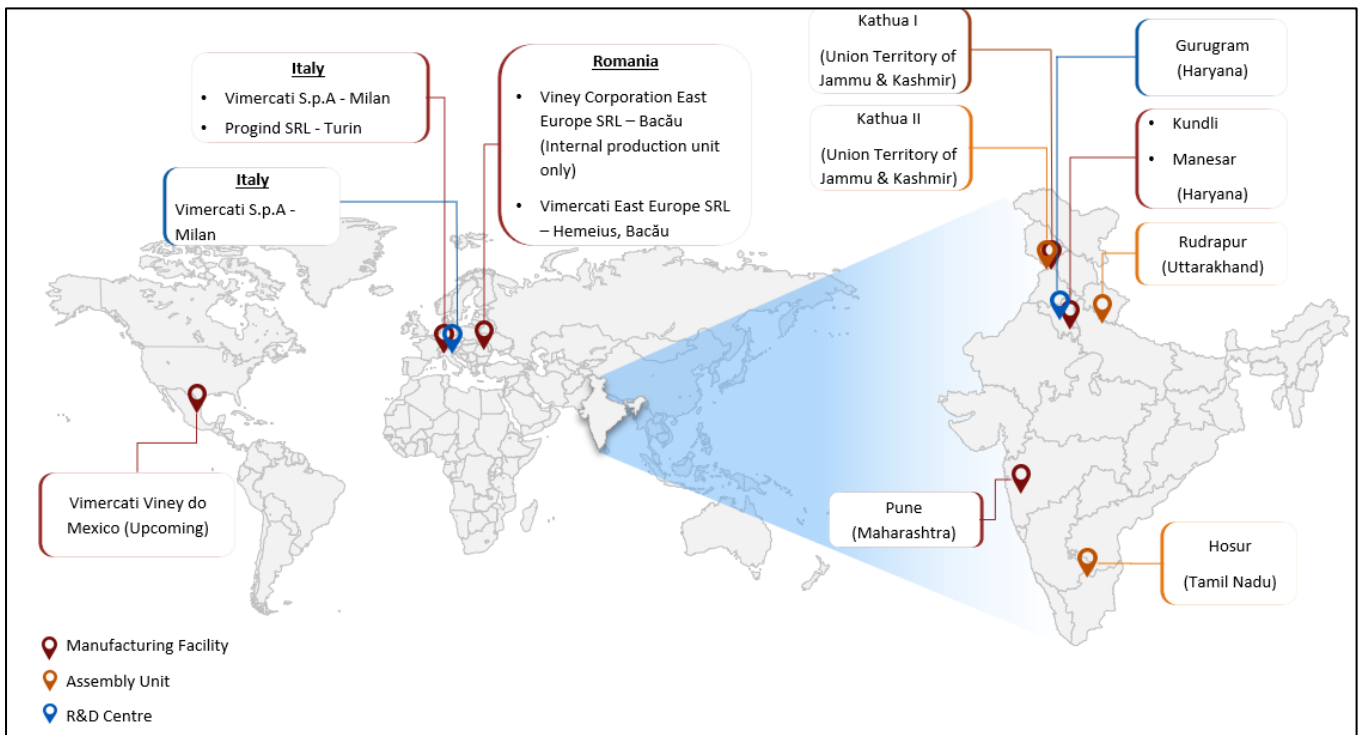 Italy
• Vimercati S.p.A - Milan
• Progind SRL - Turin
Romania
• Viney Corporation East
Europe SRL – Bacău
(Internal production unit
only)
• Vimercati East Europe SRL
– Hemeius, Bacău
Italy
Vimercati S.p.A -
Milan
Vimercati Viney do
Mexico (Upcoming)
Kathua I
(Union Territory of
Jammu & Kashmir)
Kathua II
(Union Territory of
Jammu & Kashmir)
Gurugram
(Haryana)
• Kundli
• Manesar
(Haryana)
Rudrapur
(Uttarakhand)
Pune
(Maharashtra)
Hosur
(Tamil Nadu)
Manufacturing Facility
Assembly Unit
R&D Centre